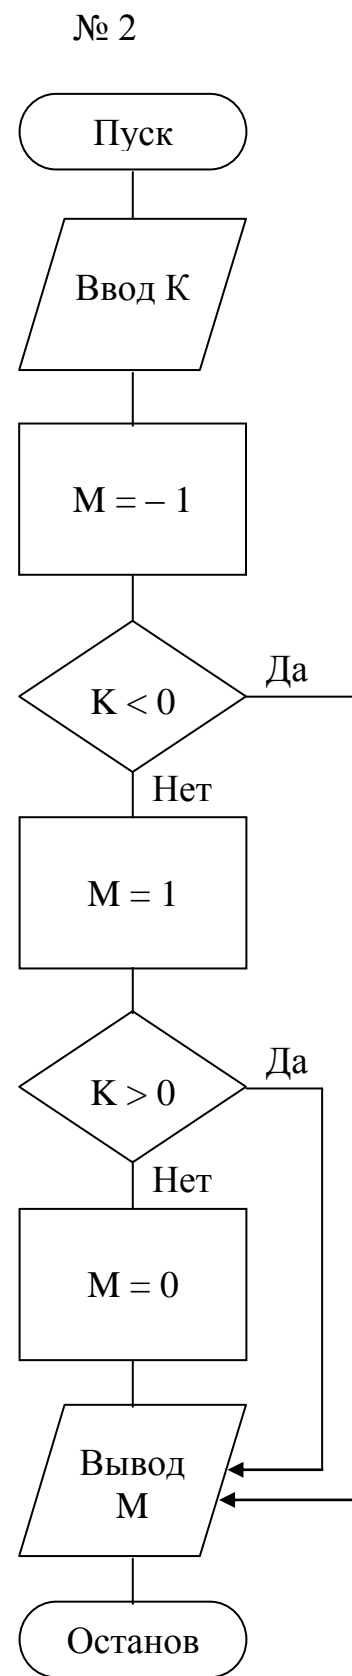 № 2
Пуск
Ввод К
M = – 1
K < 0
Да
Нет
M = 1
K > 0
Да
Нет
M = 0
Вывод
M
Останов